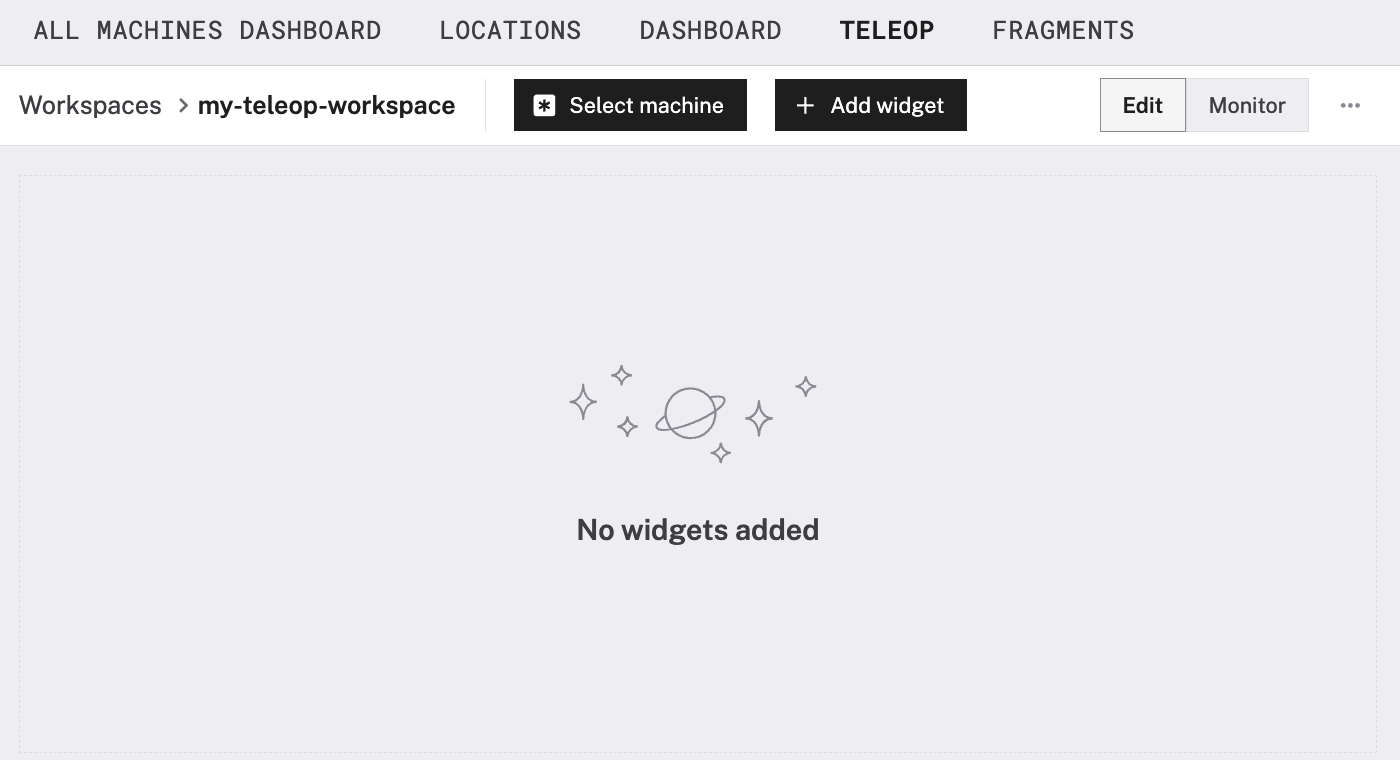 ALL MACHINES DASHBOARD LOCATIONS DASHBOARD TELEOP FRAGMENTS
Workspaces > my-teleop-workspace Select machine + Add widget Edit Monitor ...
No widgets added